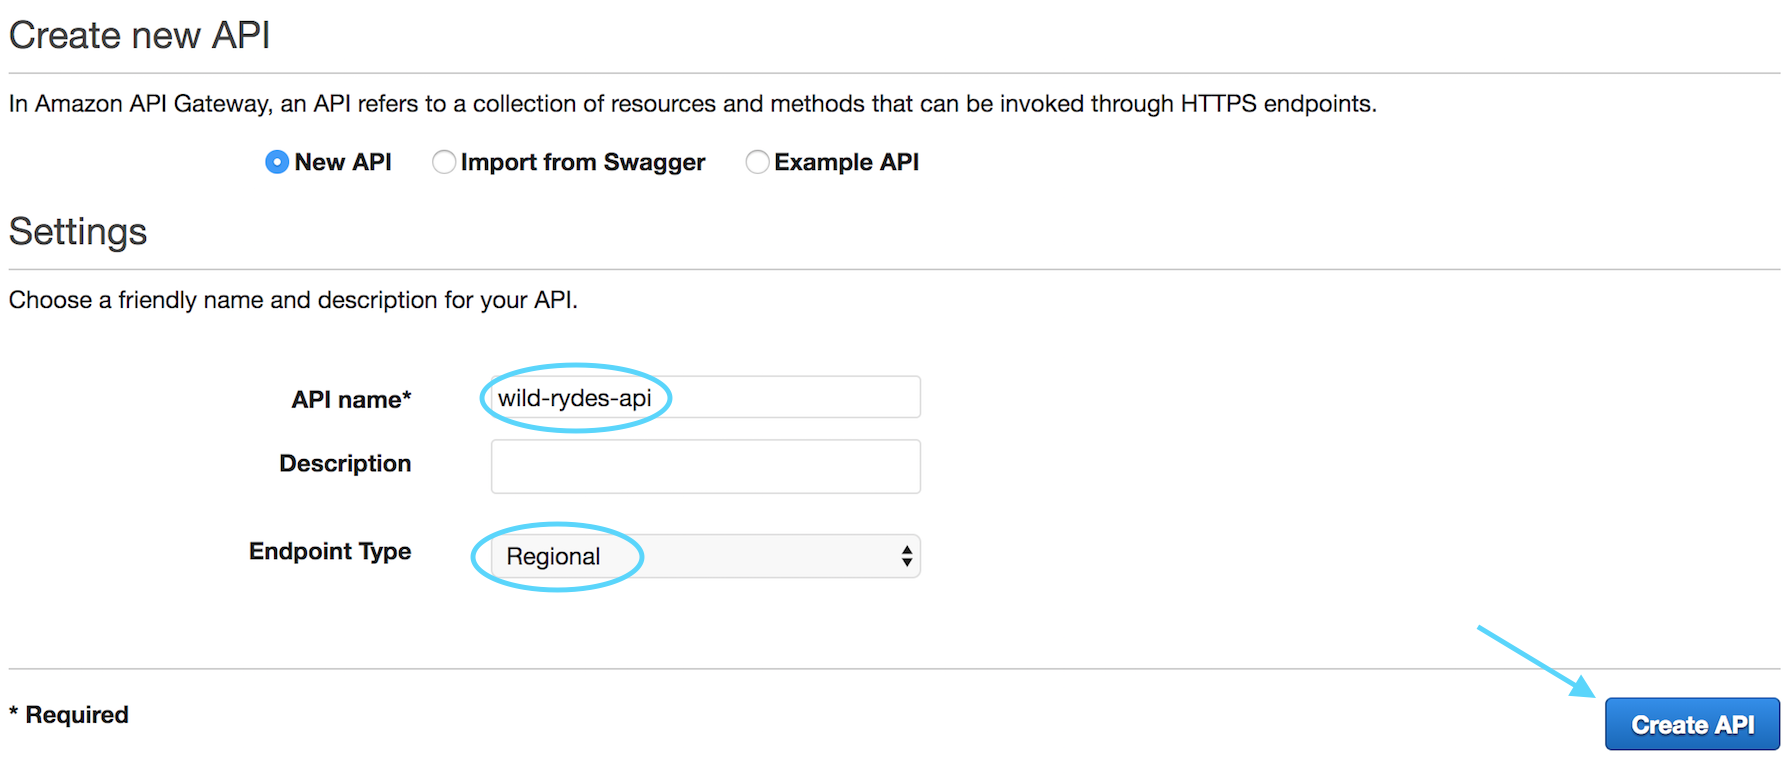 Create new API
In Amazon API Gateway, an API refers to a collection of resources and methods that can be invoked through HTTPS endpoints.
New API Import from Swagger Example API
Settings
Choose a friendly name and description for your API.
API name* wild-rydes-api
Description
Endpoint Type Regional
* Required Create API